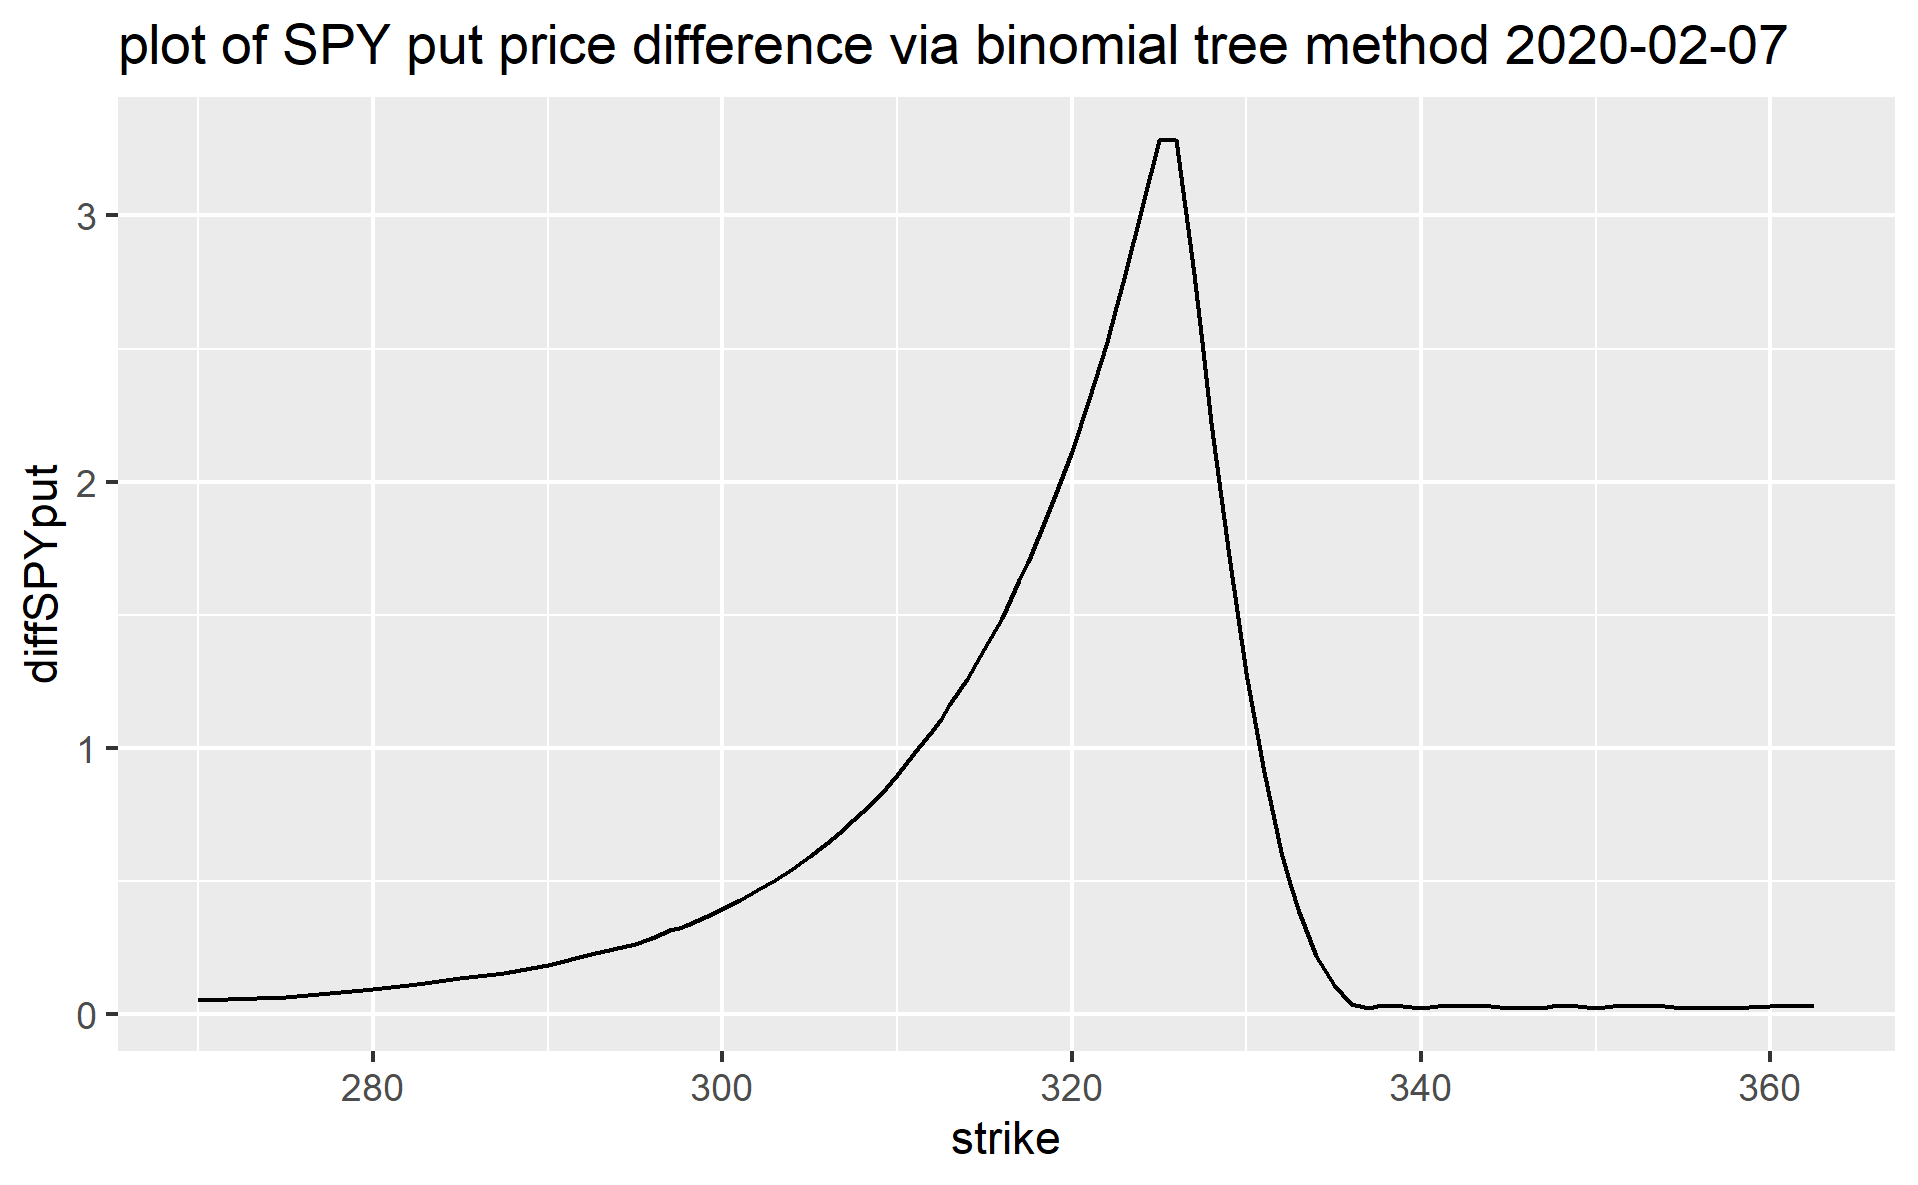 plot of SPY put price difference via binomial tree method 2020-02-07
diffSPYput
3
2
1
0
280 300 320 340 360
strike